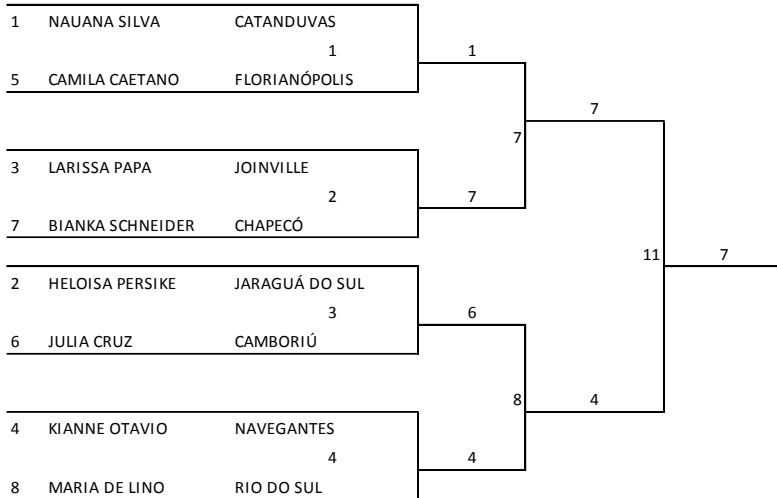 1 NAUANA SILVA CATANDUVAS
1 1
5 CAMILA CAETANO FLORIANÓPOLIS
7
7
3 LARISSA PAPA JOINVILLE
2 7
7 BIANKA SCHNEIDER CHAPECÓ
11 7
2 HELOISA PERSIKE JARAGUÁ DO SUL
3 6
6 JULIA CRUZ CAMBORIÚ
8 4
4 KIANNE OTAVIO NAVEGANTES
4 4
8 MARIA DE LINO RIO DO SUL